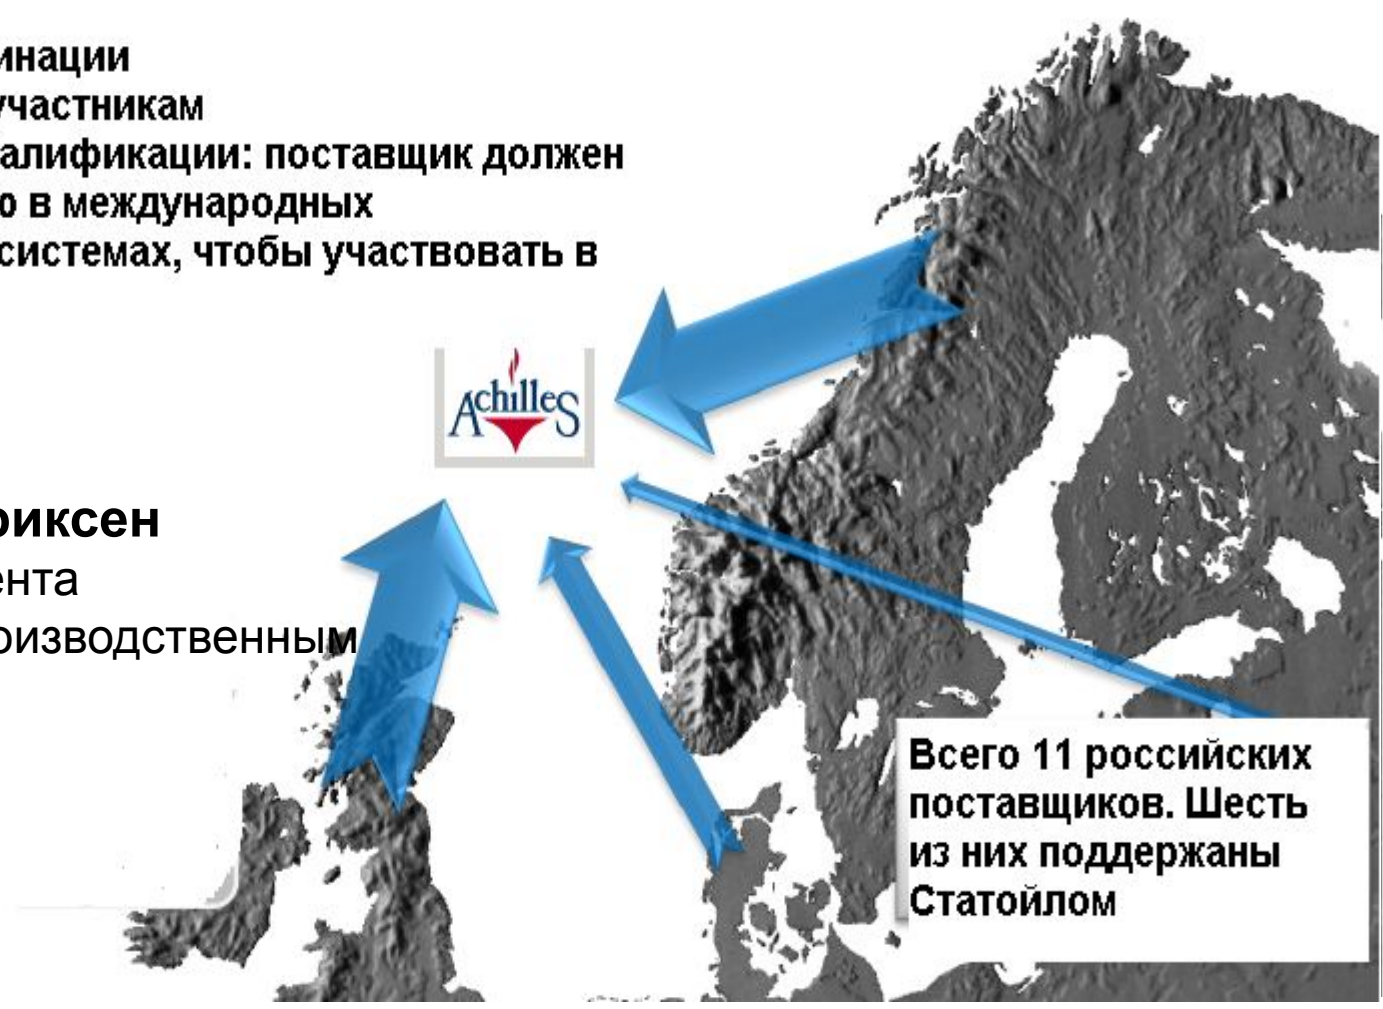 инации
участникам
алификации: поставщик должен
ю в международных
системах, чтобы участвовать в
Achilles
риксен
ента
оизводственным
Всего 11 российских
поставщиков. Шесть
из них поддержаны
Статойлом